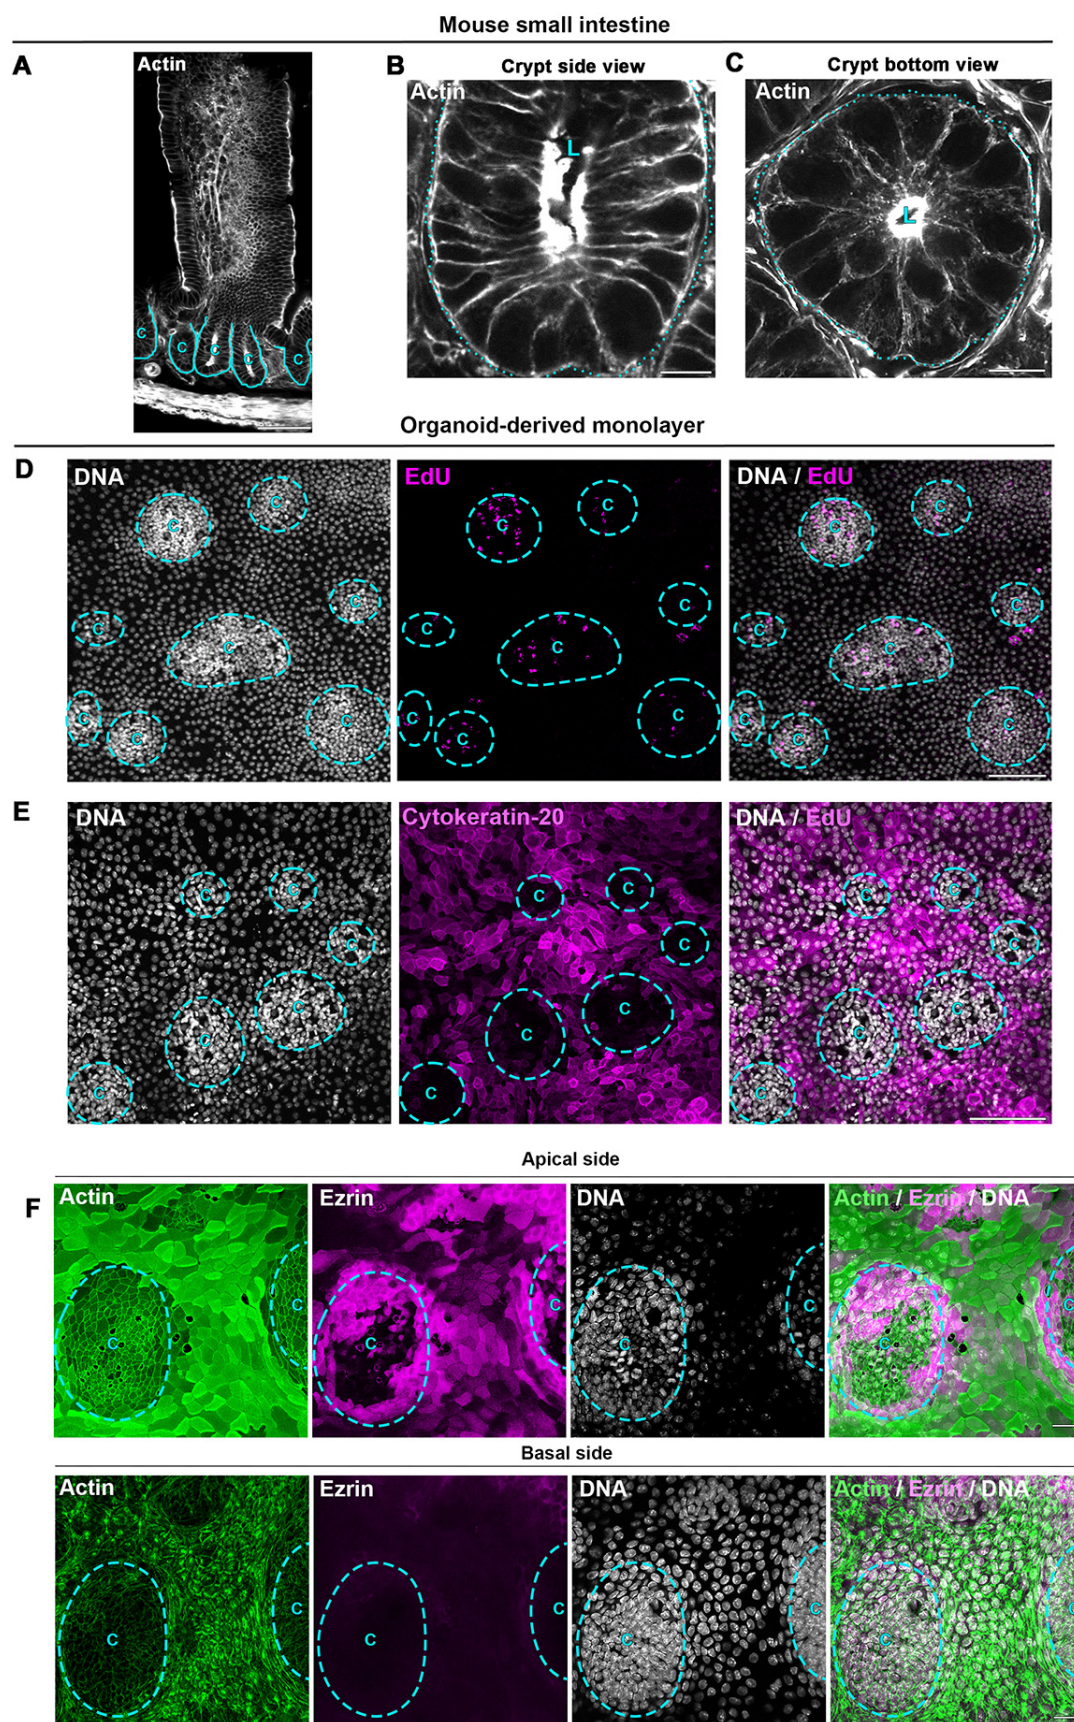 Mouse small intestine
A
Actin
C
C
C
C
C
B
Crypt side view
Actin
L
C
Crypt bottom view
Actin
L
Organoid-derived monolayer
D
DNA
C
C
C
C
C
C
C
C
EdU
C
C
C
C
C
C
C
C
DNA / EdU
C
C
C
C
C
C
C
C
E
DNA
C
C
C
C
C
C
Cytokeratin-20
C
C
C
C
C
C
DNA / EdU
C
C
C
C
C
C
Apical side
F
Actin
C
C
Ezrin
C
C
DNA
C
C
Actin / Ezrin / DNA
C
C
Basal side
Actin
C
C
Ezrin
C
C
DNA
C
C
Actin / Ezrin / DNA
C
C